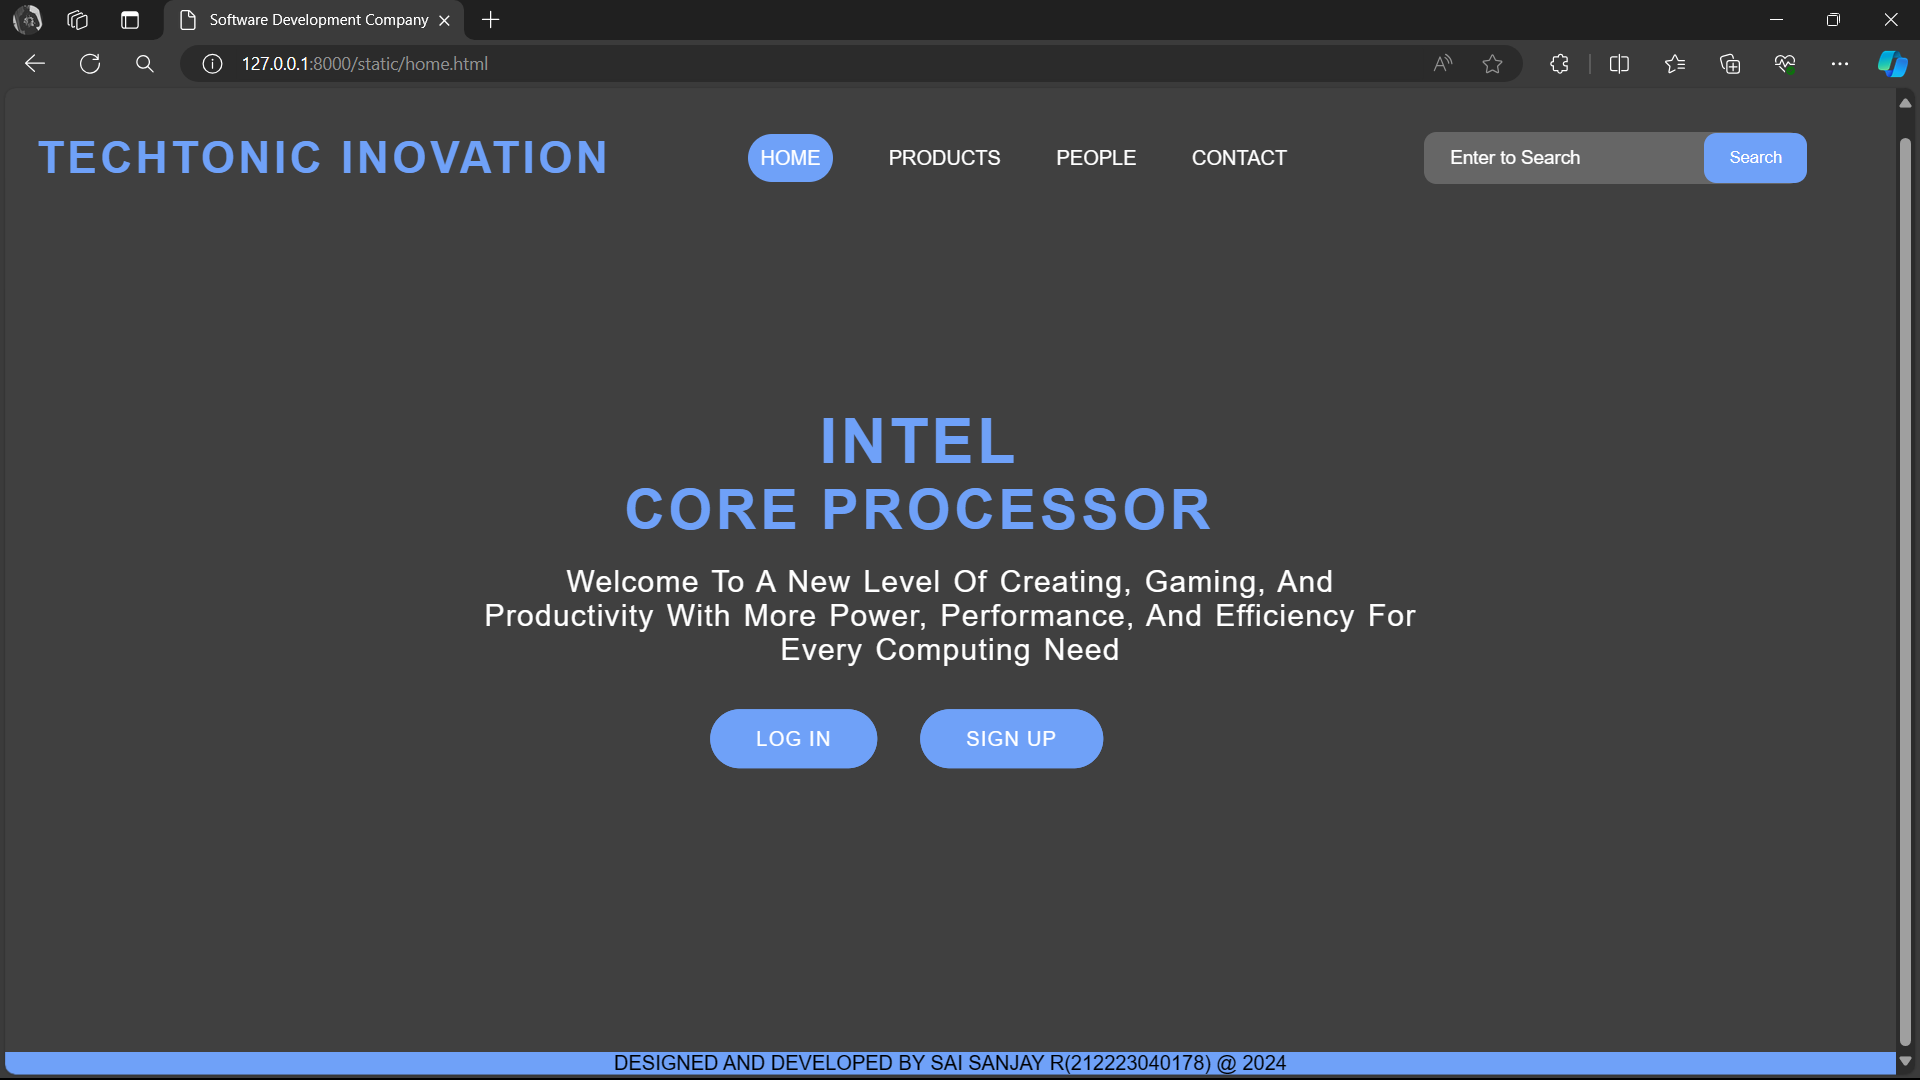 Software Development Company
127.0.0.1:8000/static/home.html
TECHTONIC INOVATION
HOME
PRODUCTS
PEOPLE
CONTACT
Enter to Search
Search
INTEL
CORE PROCESSOR
Welcome To A New Level Of Creating, Gaming, And
Productivity With More Power, Performance, And Efficiency For
Every Computing Need
LOG IN
SIGN UP
DESIGNED AND DEVELOPED BY SAI SANJAY R(212223040178) @ 2024